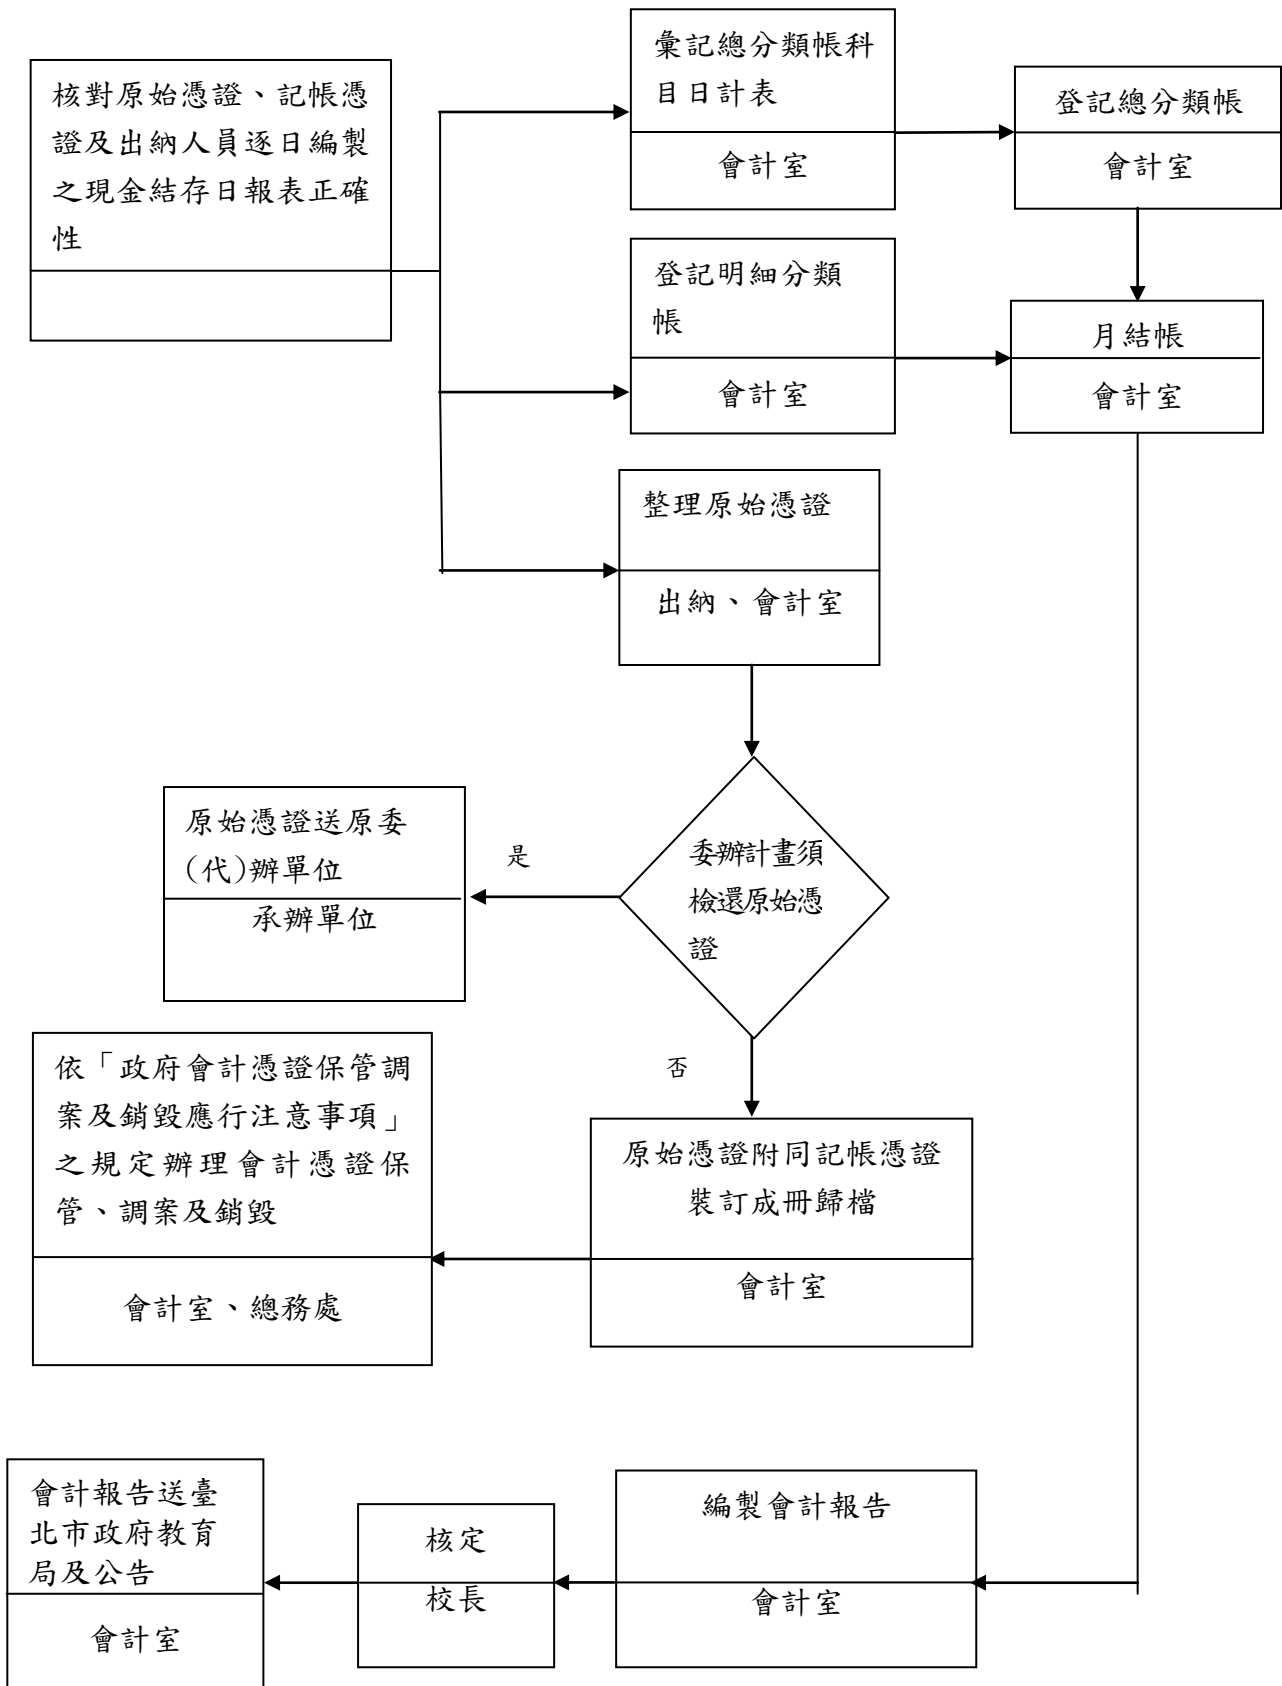 核對原始憑證、記帳憑
證及出納人員逐日編製
之現金結存日報表正確
性
彙記總分類帳科
目日計表
會計室
登記總分類帳
會計室
登記明細分類
帳
會計室
月結帳
會計室
整理原始憑證
出納、會計室
委辦計畫須
檢還原始憑
證
是
原始憑證送原委
(代)辦單位
承辦單位
否
原始憑證附同記帳憑證
裝訂成冊歸檔
會計室
依「政府會計憑證保管調
案及銷毀應行注意事項」
之規定辦理會計憑證保
管、調案及銷毀
會計室、總務處
編製會計報告
會計室
核定
校長
會計報告送臺
北市政府教育
局及公告
會計室